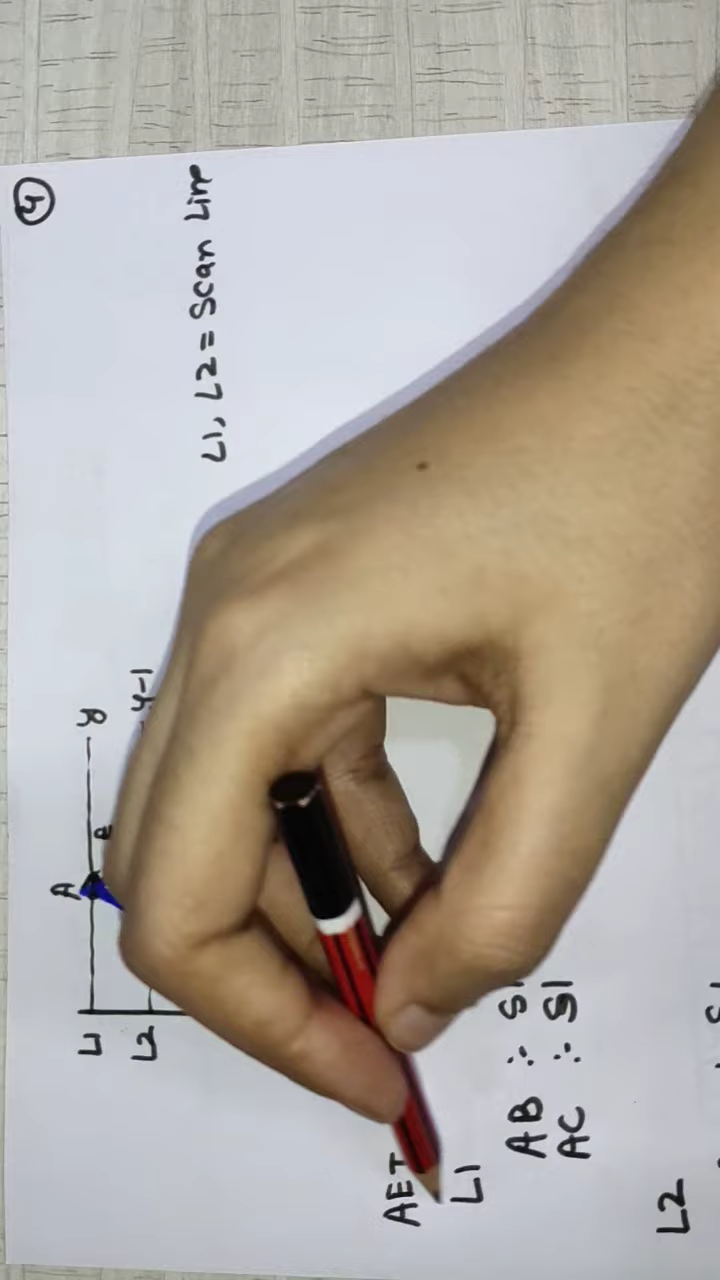 4
L1, L2 = Scan Line
A
L1
y
L2
y-1
AET
L1
AB : S1
AC : S1
L2